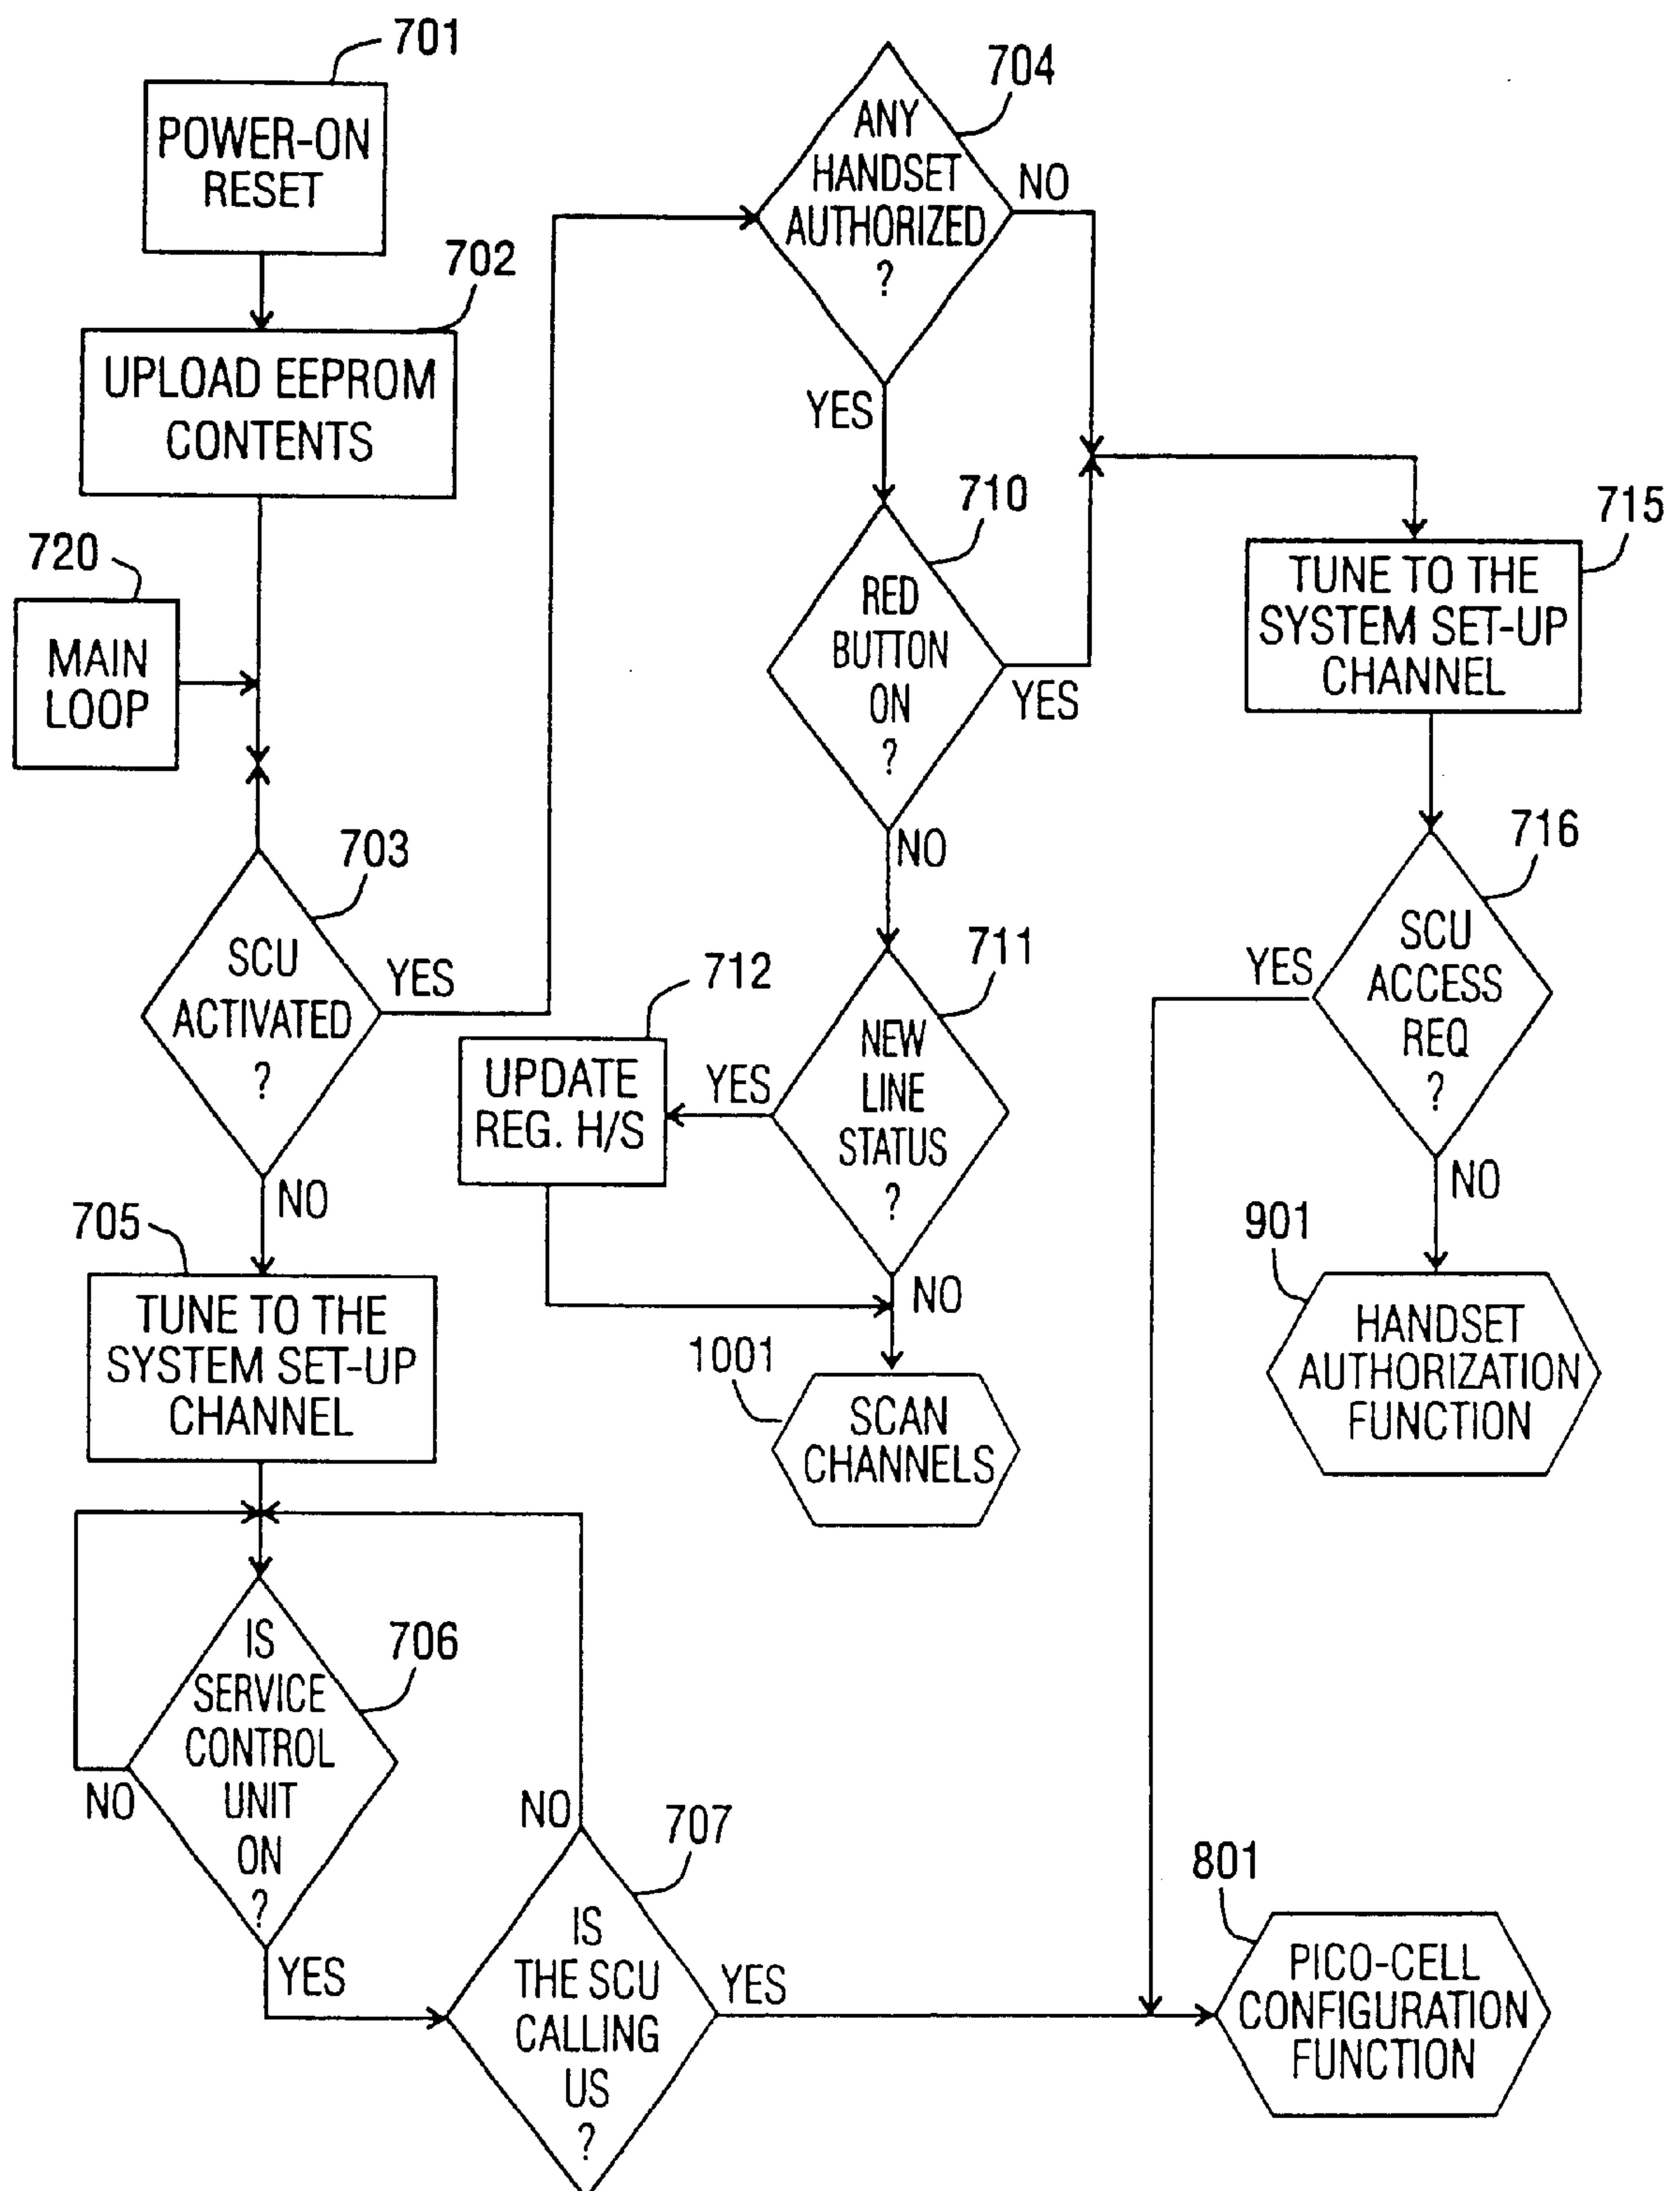 701
POWER-ON
RESET
702
UPLOAD EEPROM
CONTENTS
720
MAIN
LOOP
703
SCU
ACTIVATED
?
YES
NO
705
TUNE TO THE
SYSTEM SET-UP
CHANNEL
IS
SERVICE
CONTROL
UNIT
ON
?
706
NO
YES
NO
707
IS
THE SCU
CALLING
US
?
YES
704
ANY
HANDSET
AUTHORIZED
?
NO
YES
710
RED
BUTTON
ON
?
YES
NO
711
NEW
LINE
STATUS
?
YES
712
UPDATE
REG. H/S
NO
1001
SCAN
CHANNELS
715
TUNE TO THE
SYSTEM SET-UP
CHANNEL
716
SCU
ACCESS
REQ
?
YES
NO
901
HANDSET
AUTHORIZATION
FUNCTION
801
PICO-CELL
CONFIGURATION
FUNCTION